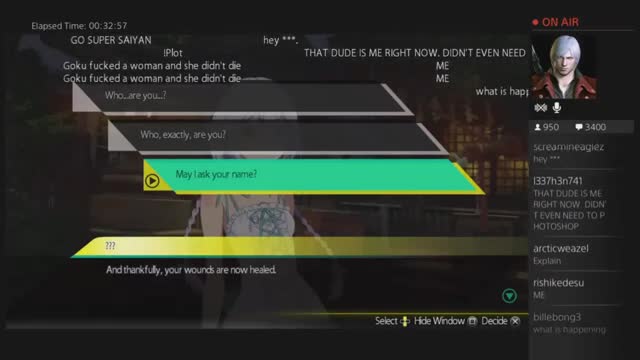 Elapsed Time: 00:32:57
ON AIR
GO SUPER SAIYAN
hey ***.
!Plot
THAT DUDE IS ME RIGHT NOW. DIDN'T EVEN NEED
Goku fucked a woman and she didn't die
ME
Goku fucked a woman and she didn't die
ME
Who...are you...?
what is happ
Who, exactly, are you?
May I ask your name?
???
And thankfully, your wounds are now healed.
Select
Hide Window
Decide
950
3400
screamineaglez
hey ***
l337h3n741
THAT DUDE IS ME
RIGHT NOW. DIDN'
T EVEN NEED TO P
HOTOSHOP
arcticweazel
Explain
rishikedesu
ME
billebong3
what is happening